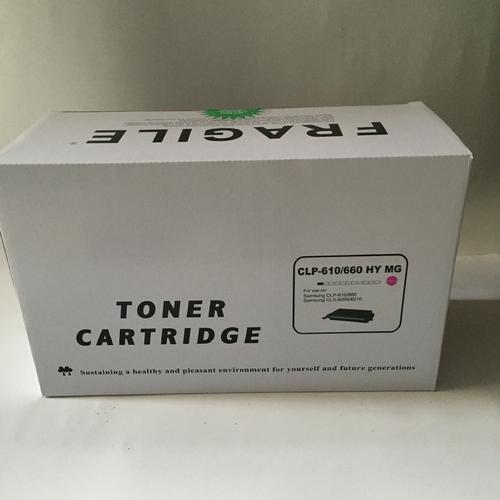 FRAGILE ®
CLP-610/660 HY MG
For use on:
Samsung CLP-610/660
Samsung CLX-6200/6210
TONER
CARTRIDGE
Sustaining a healthy and pleasant environment for yourself and future generations